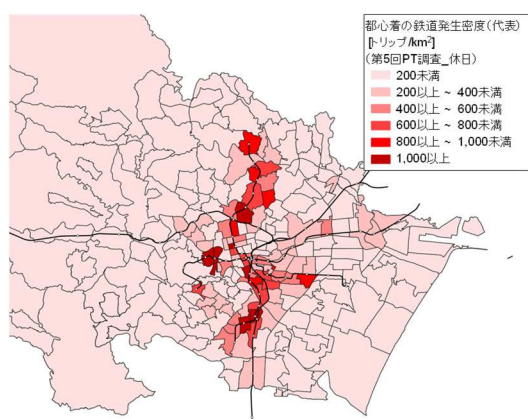 都心着の鉄道発生密度(代表)
[トリップ/km²]
(第5回PT調査_休日)
200未満
200以上 ~ 400未満
400以上 ~ 600未満
600以上 ~ 800未満
800以上 ~ 1,000未満
1,000以上